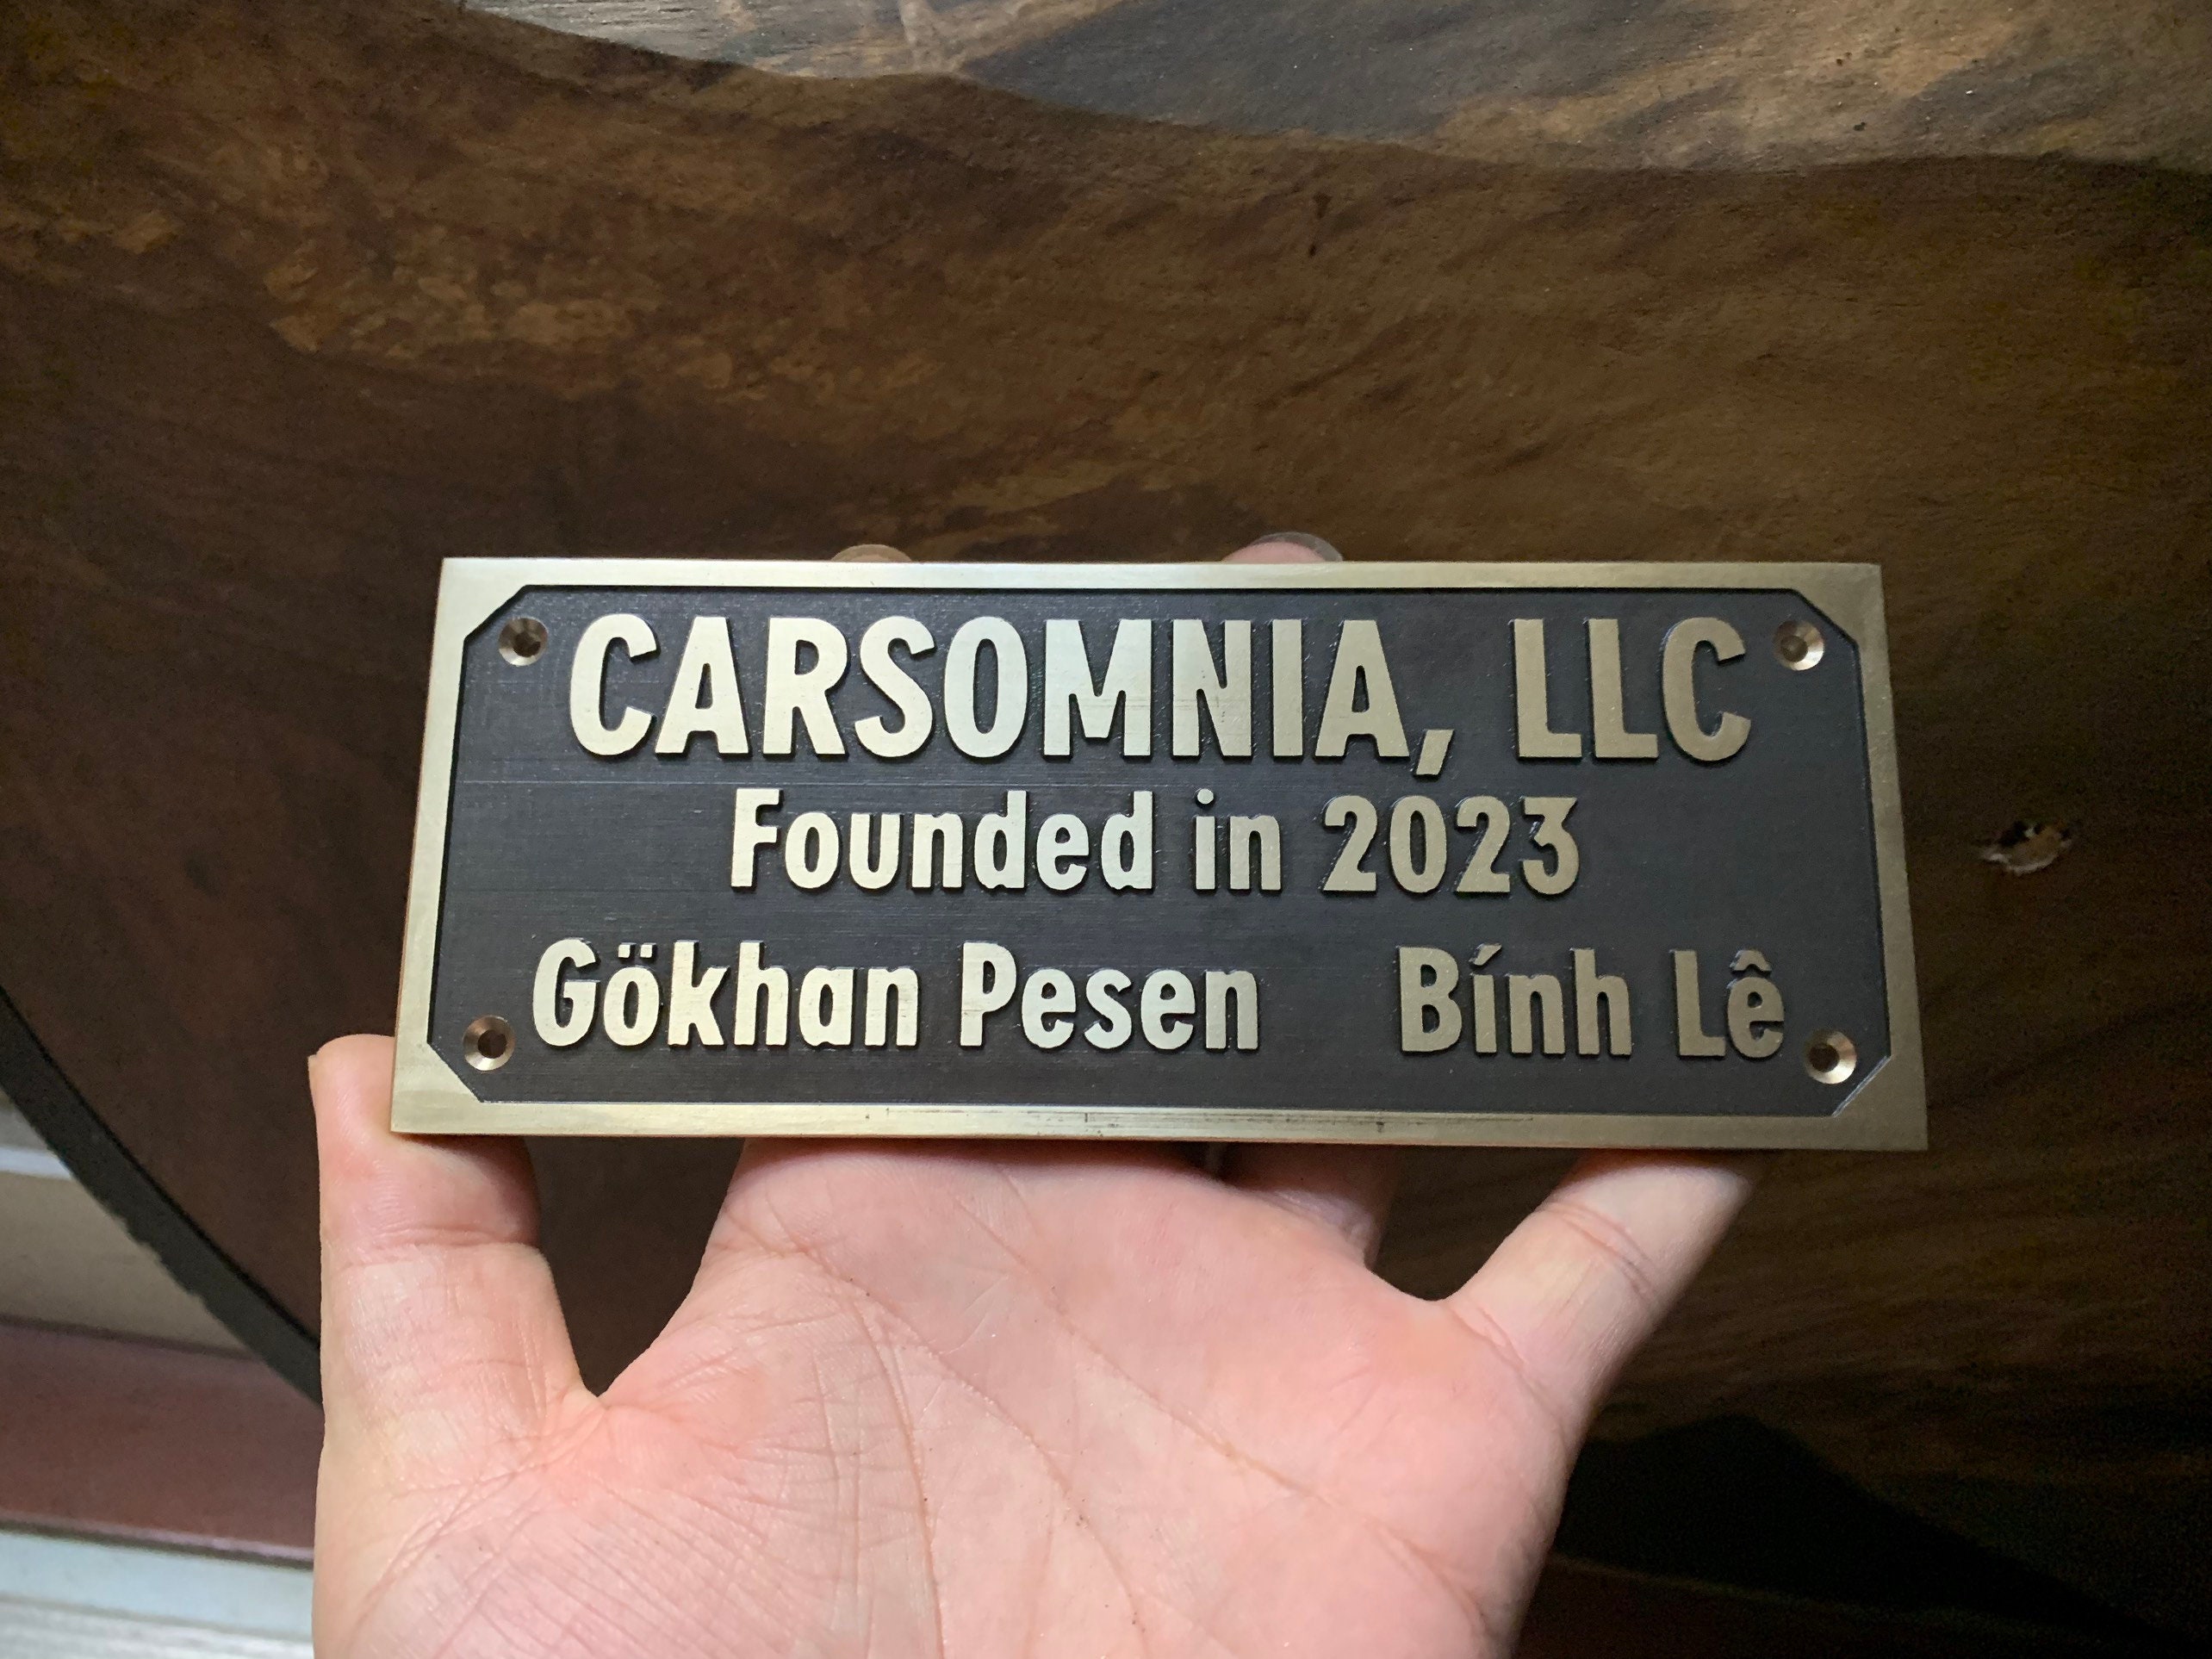 CARSOMNIA, LLC
Founded in 2023
Gökhan Pesen Bính Lê